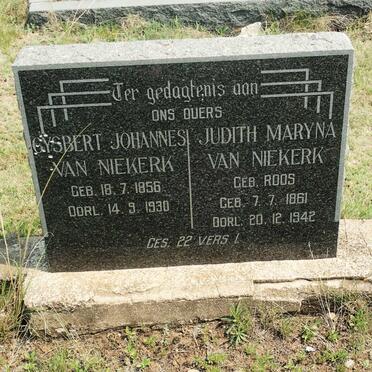 Ter gedagtenis aan
ONS OUERS
GYSBERT JOHANNES
VAN NIEKERK
GEB. 18. 7. 1856
OORL. 14. 9. 1930
JUDITH MARYNA
VAN NIEKERK
GEB. ROOS
GEB. 7. 7. 1861
OORL. 20. 12. 1942
GES. 22 VERS 1.